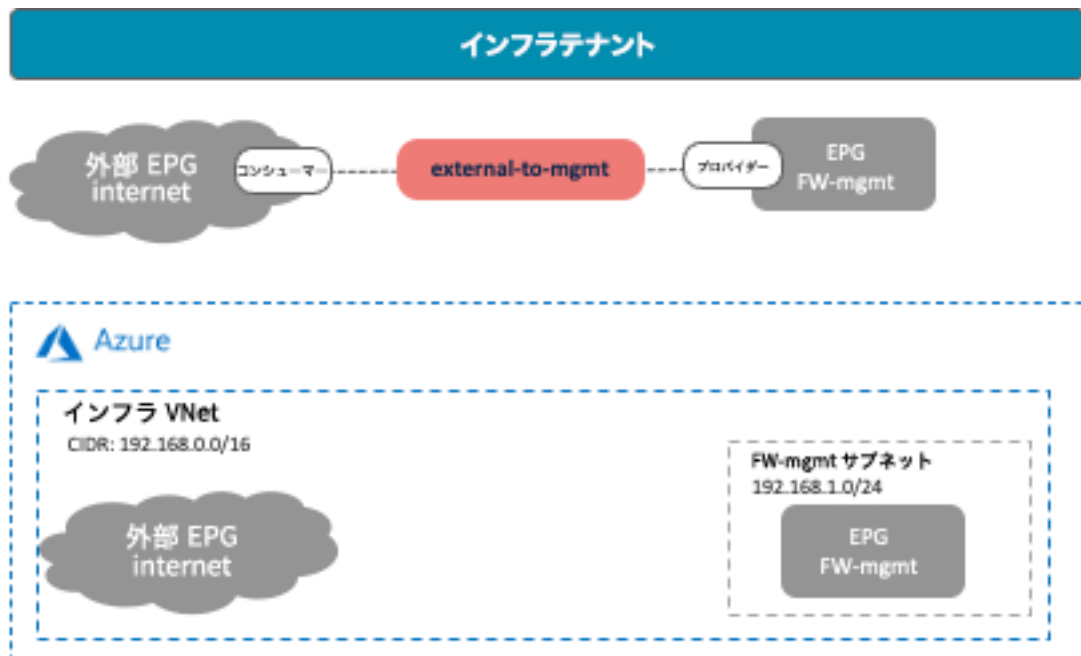 インフラテナント
外部 EPG
internet
コンシューマー
external-to-mgmt
プロバイダー
EPG
FW-mgmt
Azure
インフラ VNet
CIDR: 192.168.0.0/16
FW-mgmt サブネット
192.168.1.0/24
外部 EPG
internet
EPG
FW-mgmt